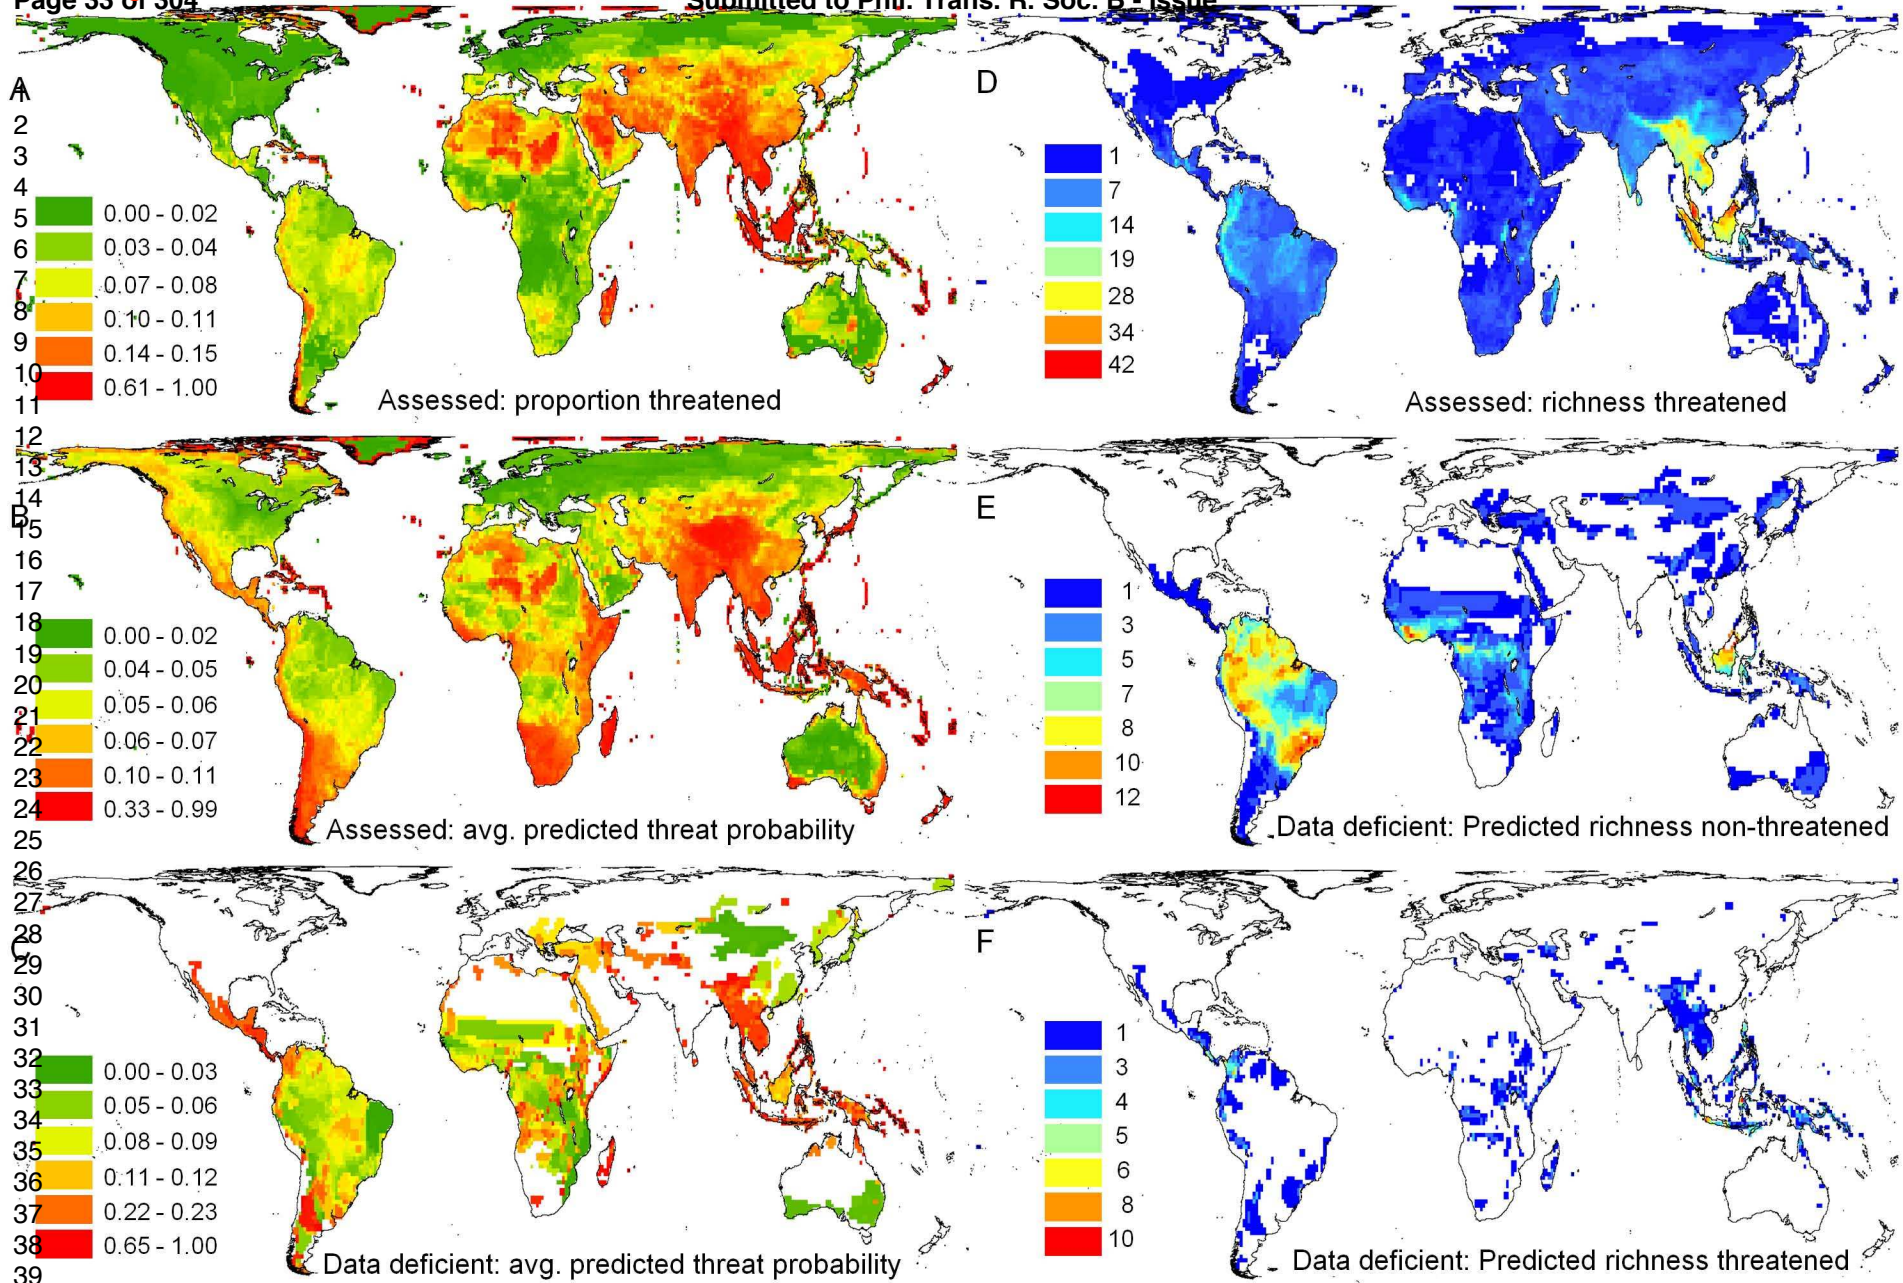 Page 33 of 304
Submitted to Phil. Trans. R. Soc. B - Issue
A
1
2
3
4
5
6
7
8
9
10
11
12
13
14
15
16
17
18
19
20
21
22
23
24
25
26
27
28
29
30
31
32
33
34
35
36
37
38
39
0.00 - 0.02
0.03 - 0.04
0.07 - 0.08
0.10 - 0.11
0.14 - 0.15
0.61 - 1.00
Assessed: proportion threatened
B
0.00 - 0.02
0.04 - 0.05
0.05 - 0.06
0.06 - 0.07
0.10 - 0.11
0.33 - 0.99
Assessed: avg. predicted threat probability
C
0.00 - 0.03
0.05 - 0.06
0.08 - 0.09
0.11 - 0.12
0.22 - 0.23
0.65 - 1.00
Data deficient: avg. predicted threat probability
D
1
7
14
19
28
34
42
Assessed: richness threatened
E
1
3
5
7
8
10
12
Data deficient: Predicted richness non-threatened
F
1
3
4
5
6
8
10
Data deficient: Predicted richness threatened